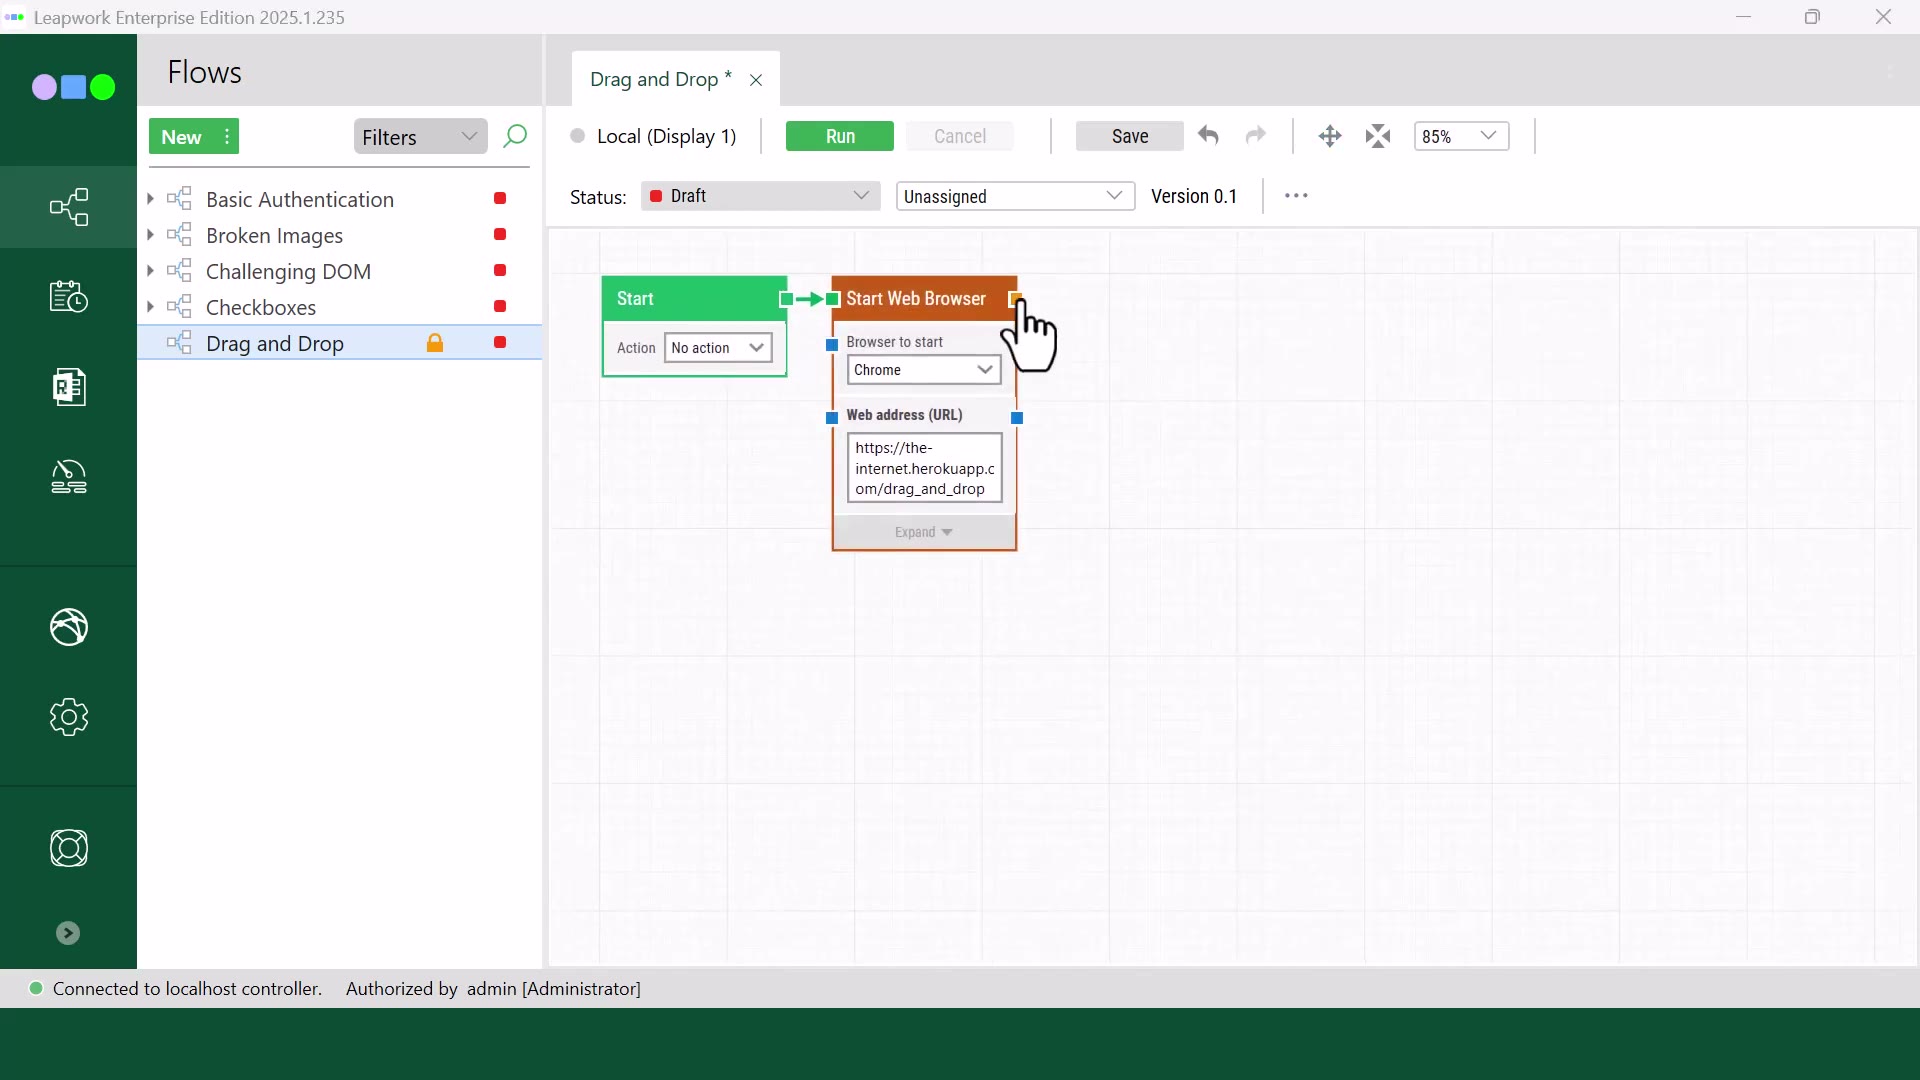 Leapwork Enterprise Edition 2025.1.235
Flows
Drag and Drop *
New
Filters
Local (Display 1)
Run
Cancel
Save
85%
Status:
Draft
Unassigned
Version 0.1
Basic Authentication
Broken Images
Challenging DOM
Checkboxes
Drag and Drop
Start
Action
No action
Start Web Browser
Browser to start
Chrome
Web address (URL)
https://the-
internet.herokuapp.c
om/drag_and_drop
Expand
Connected to localhost controller. Authorized by admin [Administrator]